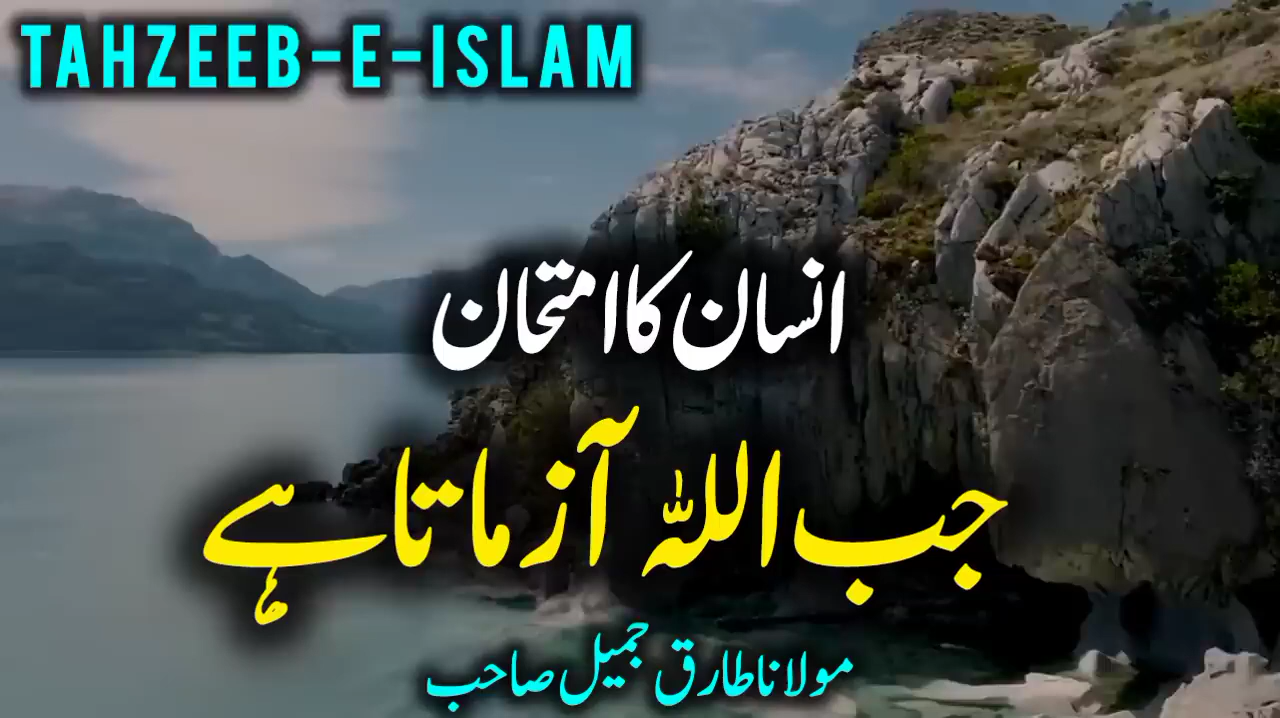 TAHZEEB-E-ISLAM
انسان کا امتحان
جب اللہ آزماتا ہے
مولانا طارق جمیل صاحب